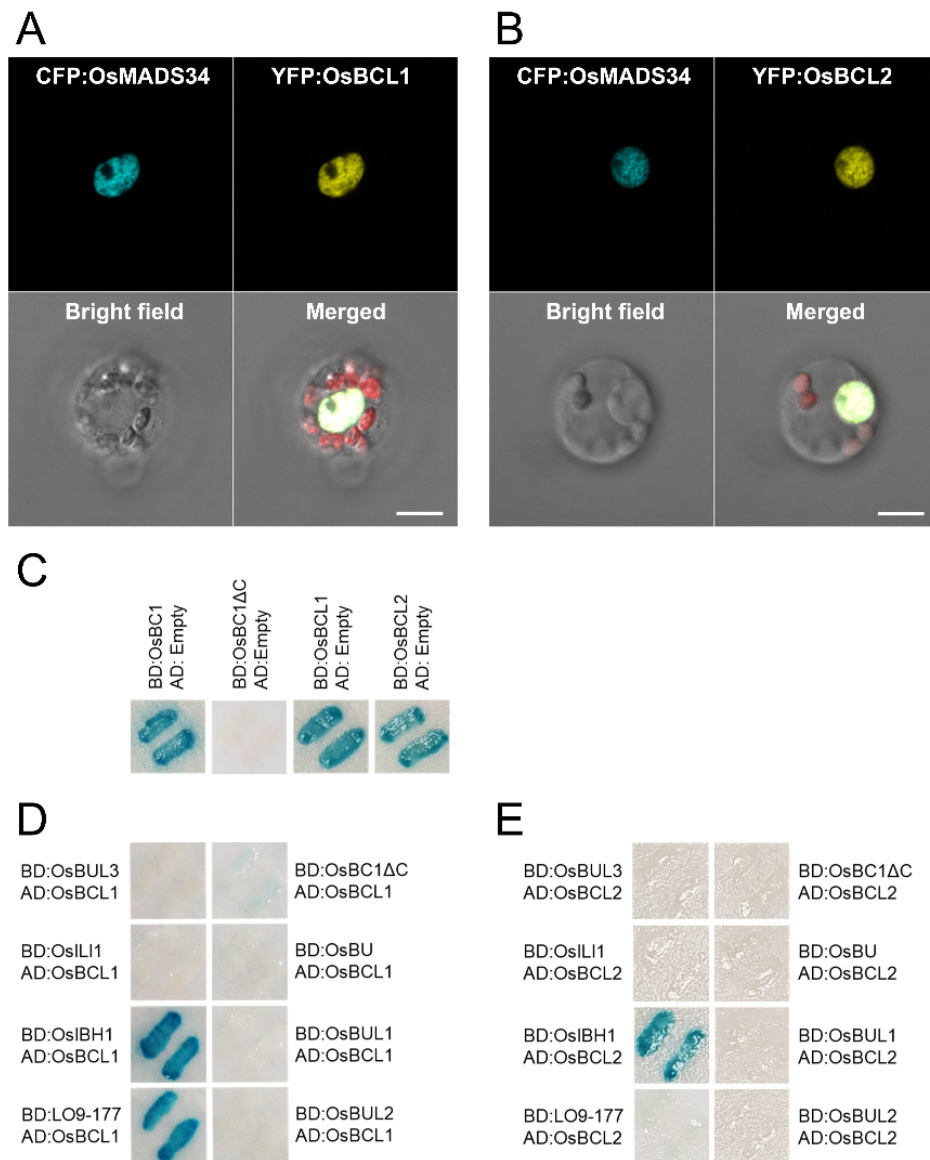 A
B
CFP:OsMADS34
YFP:OsBCL1
CFP:OsMADS34
YFP:OsBCL2
Bright field
Merged
Bright field
Merged
C
BD:OsBC1
AD: Empty
BD:OsBC1ΔC
AD:Empty
BD:OsBCL1
AD: Empty
BD:OsBCL2
AD: Empty
D
BD:OsBUL3
AD:OsBCL1
BD:OsBC1ΔC
AD:OsBCL1
BD:OsILI1
AD:OsBCL1
BD:OsBU
AD:OsBCL1
BD:OsIBH1
AD:OsBCL1
BD:OsBUL1
AD:OsBCL1
BD:LO9-177
AD:OsBCL1
BD:OsBUL2
AD:OsBCL1
E
BD:OsBUL3
AD:OsBCL2
BD:OsBC1ΔC
AD:OsBCL2
BD:OsILI1
AD:OsBCL2
BD:OsBU
AD:OsBCL2
BD:OsIBH1
AD:OsBCL2
BD:OsBUL1
AD:OsBCL2
BD:LO9-177
AD:OsBCL2
BD:OsBUL2
AD:OsBCL2